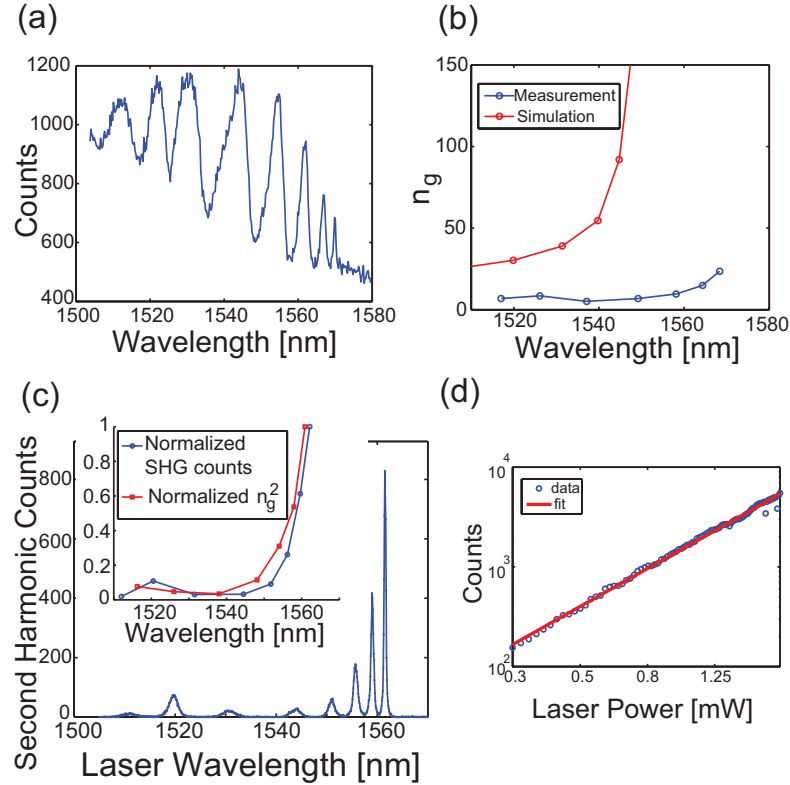 (a)
1200
1000
800
600
400
Counts
1500
1520
1540
1560
1580
Wavelength [nm]
(b)
150
100
50
0
n_g
Measurement
Simulation
1520
1540
1560
1580
Wavelength [nm]
(c)
800
600
400
200
0
Second Harmonic Counts
1
0.8
0.6
0.4
0.2
0
Normalized
SHG counts
Normalized n_g^2
1520
1540
1560
Wavelength [nm]
1500
1520
1540
1560
Laser Wavelength [nm]
(d)
10^4
10^3
10^2
Counts
data
fit
0.3
0.5
0.8
1.25
Laser Power [mW]